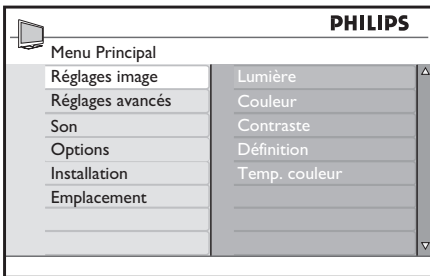 PHILIPS
Menu Principal
Réglages image
Réglages avancés
Son
Options
Installation
Emplacement
Lumière
Couleur
Contraste
Définition
Temp. couleur